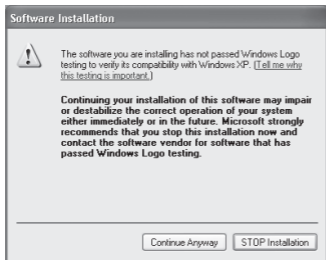 Software Installation
The software you are installing has not passed Windows Logo
testing to verify its compatibility with Windows XP. (Tell me why
this testing is important.)
Continuing your installation of this software may impair
or destabilize the correct operation of your system
either immediately or in the future. Microsoft strongly
recommends that you stop this installation now and
contact the software vendor for software that has
passed Windows Logo testing.
Continue Anyway
STOP Installation